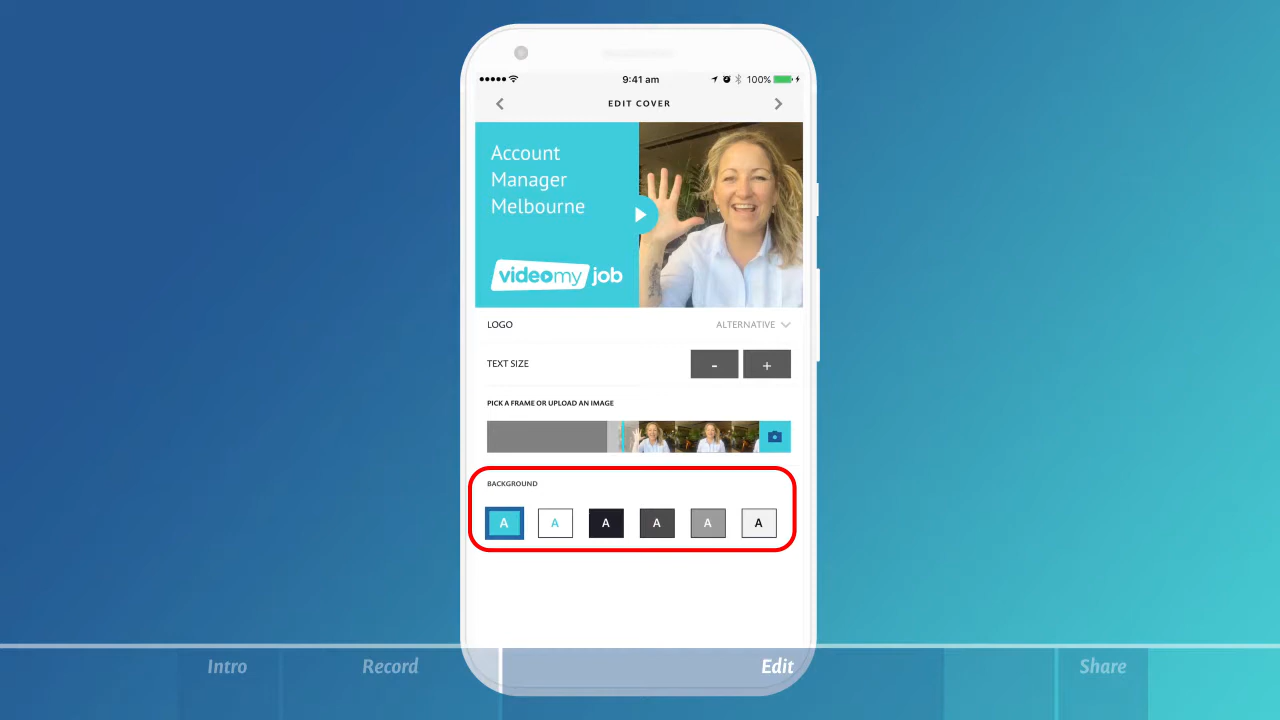 9:41 am
100%
EDIT COVER
Account
Manager
Melbourne
videomyjob
LOGO
ALTERNATIVE
TEXT SIZE
- +
PICK A FRAME OR UPLOAD AN IMAGE
BACKGROUND
A A A A A A
Intro
Record
Edit
Share